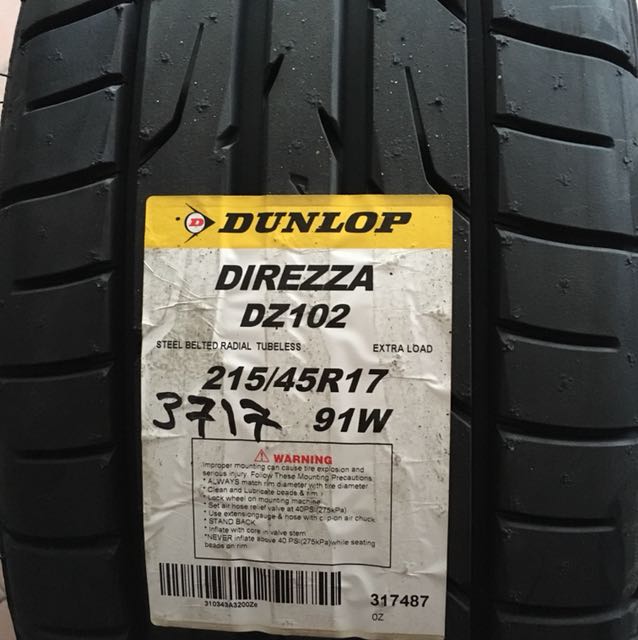 D DUNLOP
DIREZZA
DZ102
STEEL BELTED RADIAL TUBELESS EXTRA LOAD
215/45R17
3717 91W
WARNING
Improper mounting can cause tire explosion and
serious injury. Follow These Mounting Precautions
* ALWAYS match rim diameter with tire diameter
* Clean and Lubricate beads & rim
* Lock wheel on mounting machine
* Set air hose relief valve at 40PSI(275kPa)
* Use extensiongauge & hose with clip-on air chuck
* STAND BACK
* Inflate with core in valve stem
*NEVER inflate above 40 PSI(275kPa)while seating
beads on rim
310343A3200Ze
317487
0Z